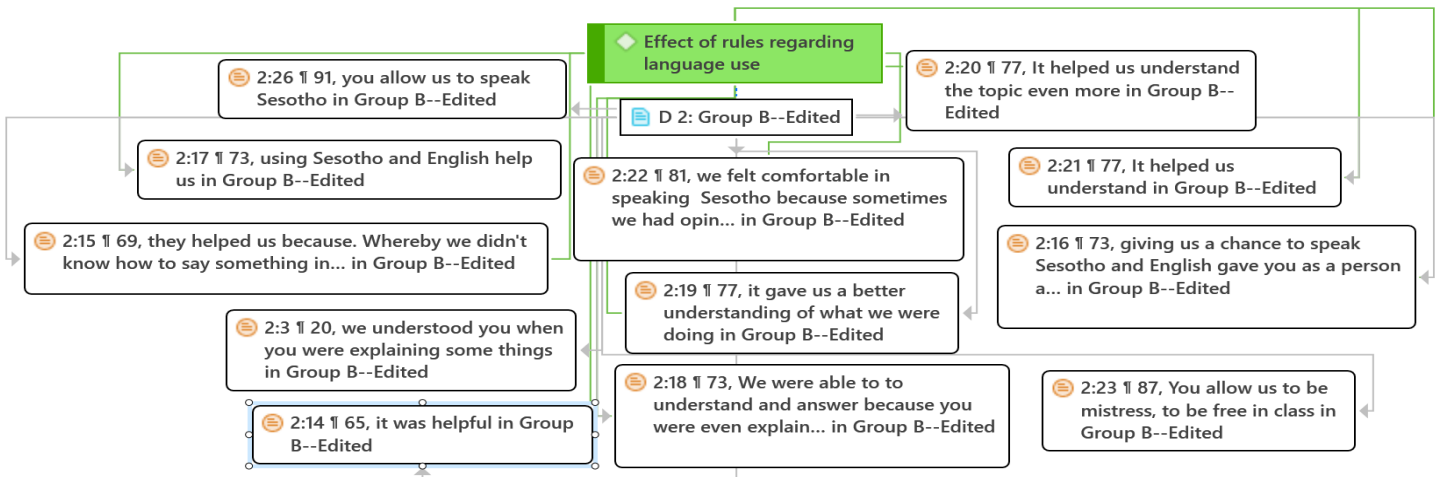 Effect of rules regarding
language use
2:26 ¶ 91, you allow us to speak
Sesotho in Group B--Edited
D 2: Group B--Edited
2:20 ¶ 77, It helped us understand
the topic even more in Group B--
Edited
2:17 ¶ 73, using Sesotho and English help
us in Group B--Edited
2:22 ¶ 81, we felt comfortable in
speaking  Sesotho because sometimes
we had opin... in Group B--Edited
2:21 ¶ 77, It helped us
understand in Group B--Edited
2:15 ¶ 69, they helped us because. Whereby we didn't
know how to say something in... in Group B--Edited
2:16 ¶ 73, giving us a chance to speak
Sesotho and English gave you as a person
a... in Group B--Edited
2:19 ¶ 77, it gave us a better
understanding of what we were
doing in Group B--Edited
2:3 ¶ 20, we understood you when
you were explaining some things
in Group B--Edited
2:18 ¶ 73, We were able to to
understand and answer because you
were even explain... in Group B--Edited
2:23 ¶ 87, You allow us to be
mistress, to be free in class in
Group B--Edited
2:14 ¶ 65, it was helpful in Group
B--Edited